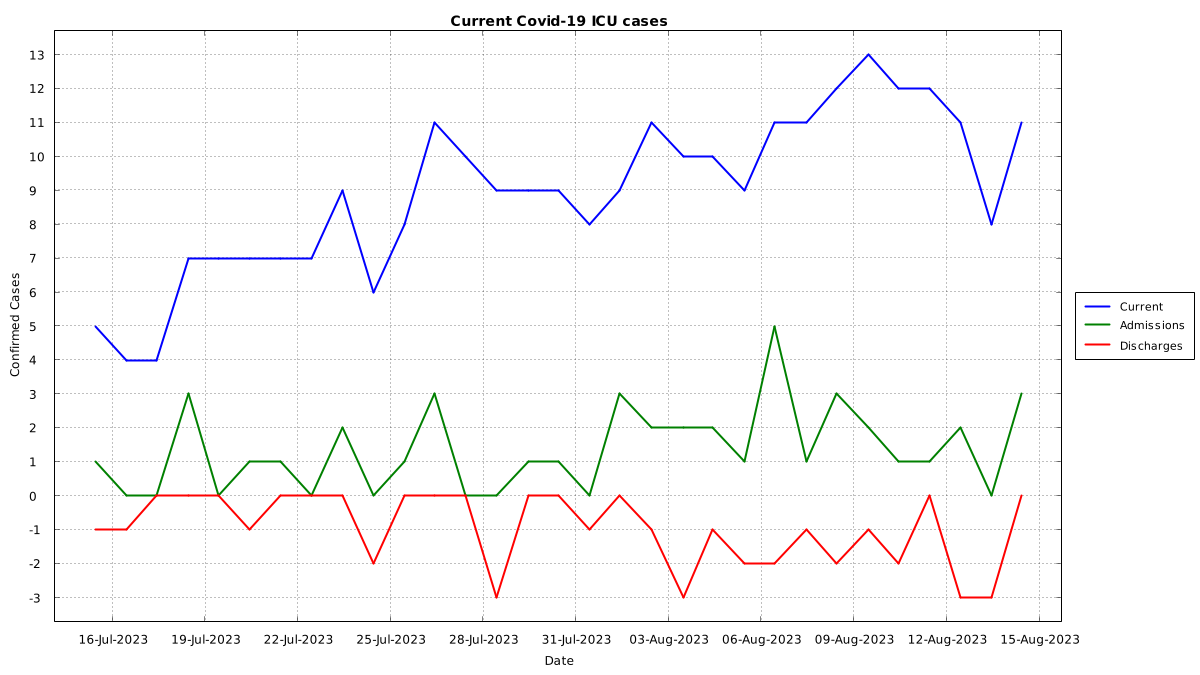 Current Covid-19 ICU cases
13
12
11
10
9
8
7
6
5
4
3
2
1
0
-1
-2
-3
Confirmed Cases
16-Jul-2023 19-Jul-2023 22-Jul-2023 25-Jul-2023 28-Jul-2023 31-Jul-2023 03-Aug-2023 06-Aug-2023 09-Aug-2023 12-Aug-2023 15-Aug-2023
Date
Current
Admissions
Discharges